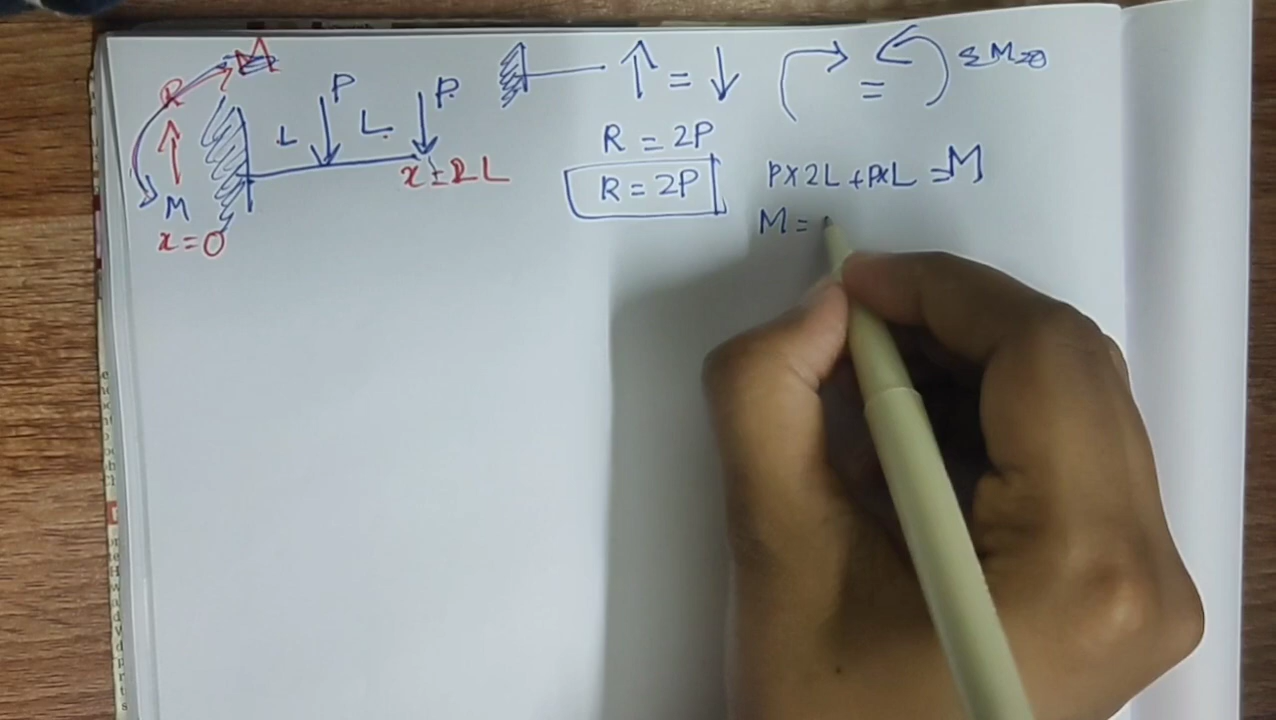 R
P
P
L
L
x = 2L
M
x = 0
↑ = ↓
=
ΣM=0
R = 2P
R = 2P
P×2L + P×L = M
M =